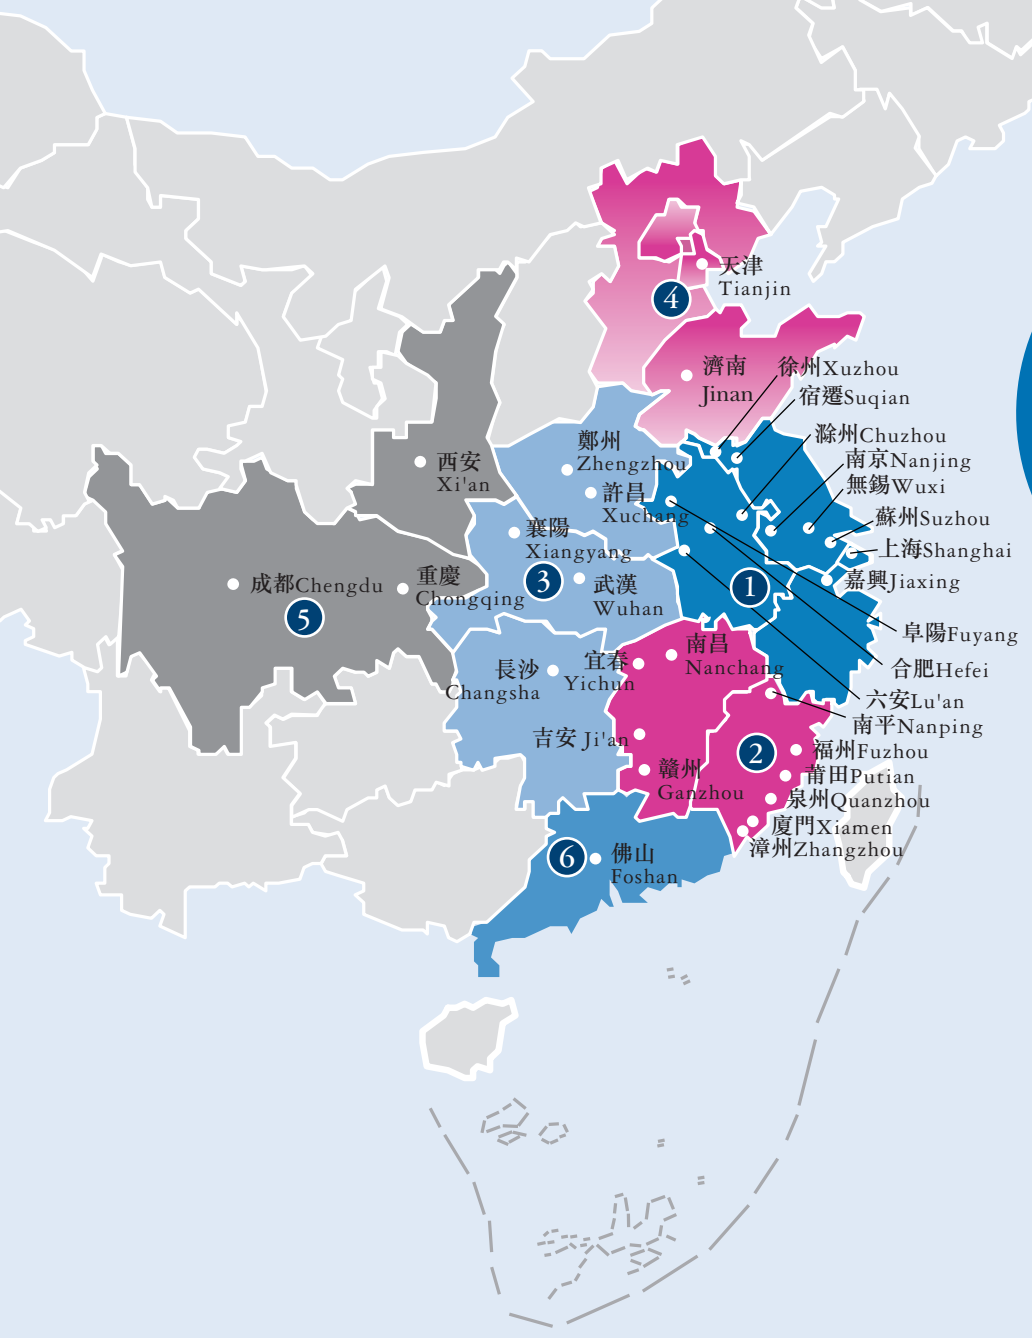 天津
Tianjin
4
濟南
Jinan
徐州Xuzhou
宿遷Suqian
滁州Chuzhou
南京Nanjing
無錫Wuxi
蘇州Suzhou
上海Shanghai
嘉興Jiaxing
鄭州
Zhengzhou
許昌
Xuchang
西安
Xi'an
襄陽
Xiangyang
3
武漢
Wuhan
1
成都Chengdu
5
重慶
Chongqing
阜陽Fuyang
合肥Hefei
六安Lu'an
南平Nanping
南昌
Nanchang
宜春
Yichun
長沙
Changsha
吉安 Ji'an
贛州
Ganzhou
2
福州Fuzhou
莆田Putian
泉州Quanzhou
廈門Xiamen
漳州Zhangzhou
6
佛山
Foshan